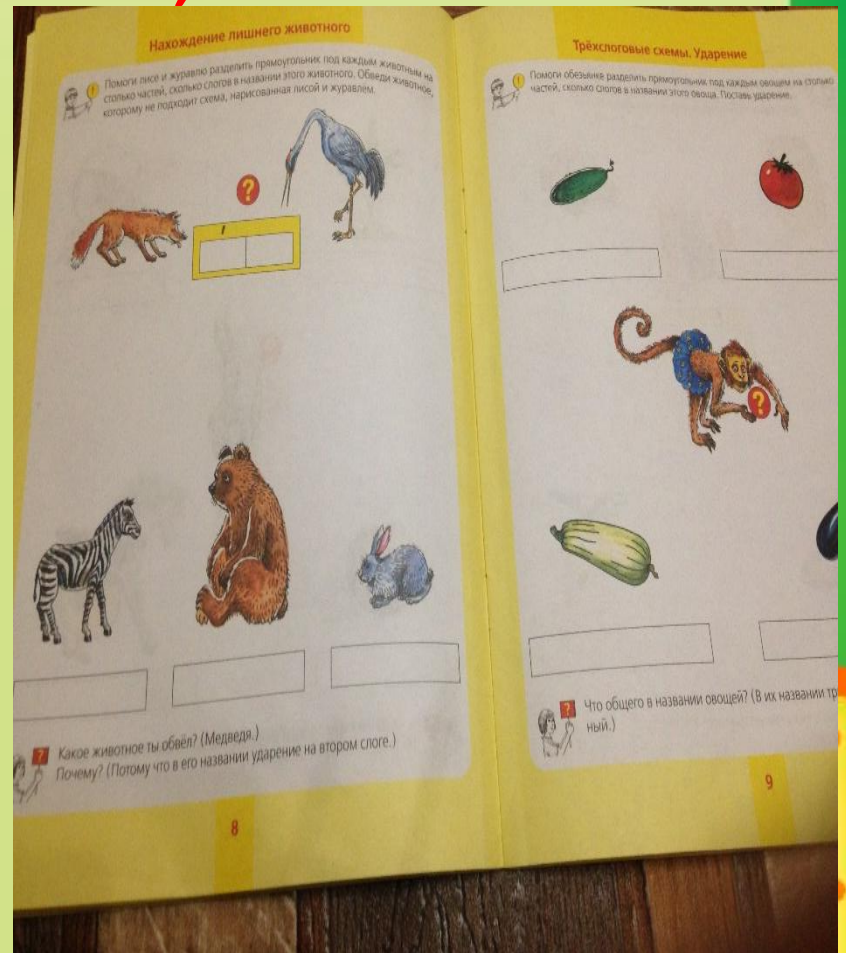 Нахождение лишнего животного
Помоги лисе и журавлю разделить прямоугольник под каждым животным на
столько частей, сколько слогов в названии этого животного. Обведи животное,
которому не подходит схема, нарисованная лисой и журавлём.
Какое животное ты обвёл? (Медведя.)
Почему? (Потому что в его названии ударение на втором слоге.)
8
Трёхслоговые схемы. Ударение
Помоги обезьянке разделить прямоугольник под каждым овощем на столько
частей, сколько слогов в названии этого овоща. Поставь ударение.
Что общего в названии овощей? (В их названии тр
ный.)
9